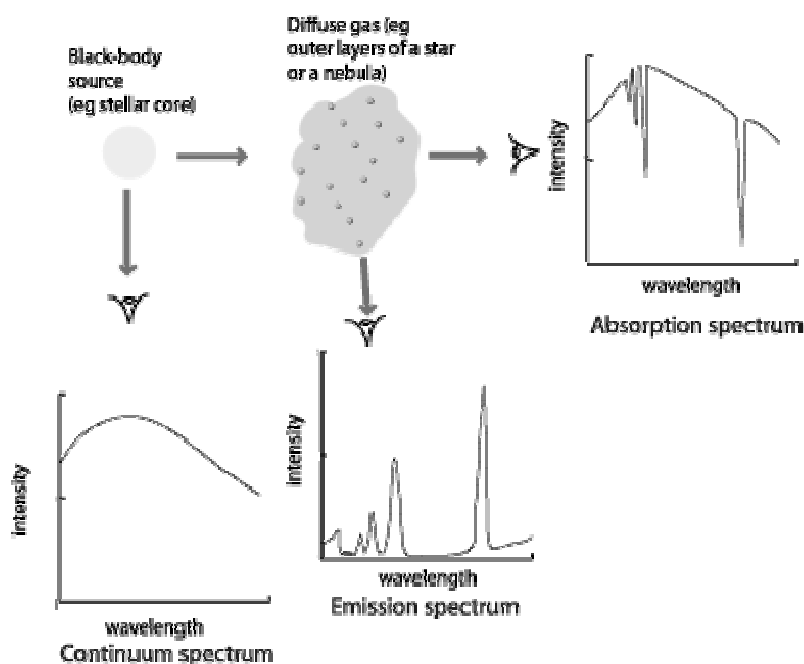 Diffuse gas (eg
outer layers of a star
or a nebula)
Black-body
source
(eg stellar core)
intensity
wavelength
Absorption spectrum
intensity
wavelength
Emission spectrum
intensity
wavelength
Continuum spectrum